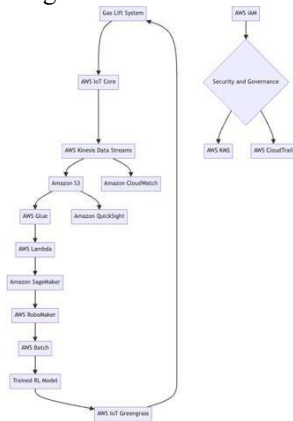 Gas Lift System
AWS IAM
AWS IoT Core
Security and Governance
AWS Kinesis Data Streams
AWS KMS
AWS CloudTrail
Amazon S3
Amazon CloudWatch
AWS Glue
Amazon QuickSight
AWS Lambda
Amazon SageMaker
AWS RoboMaker
AWS Batch
Trained RL Model
AWS IoT Greengrass